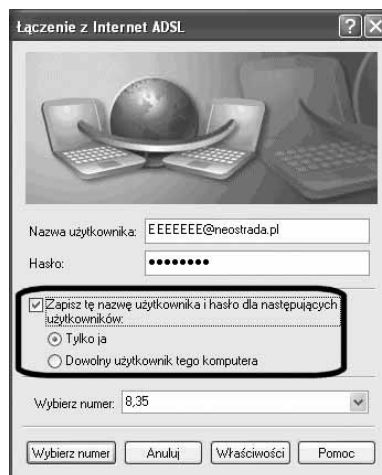 Łączenie z Internet ADSL
Nazwa użytkownika: EEEEEEE@neostrada.pl
Hasło: ●●●●●●●●
Zapisz tę nazwę użytkownika i hasło dla następujących
użytkowników:
Tylko ja
Dowolny użytkownik tego komputera
Wybierz numer: 8,35
Wybierz numer Anuluj Właściwości Pomoc